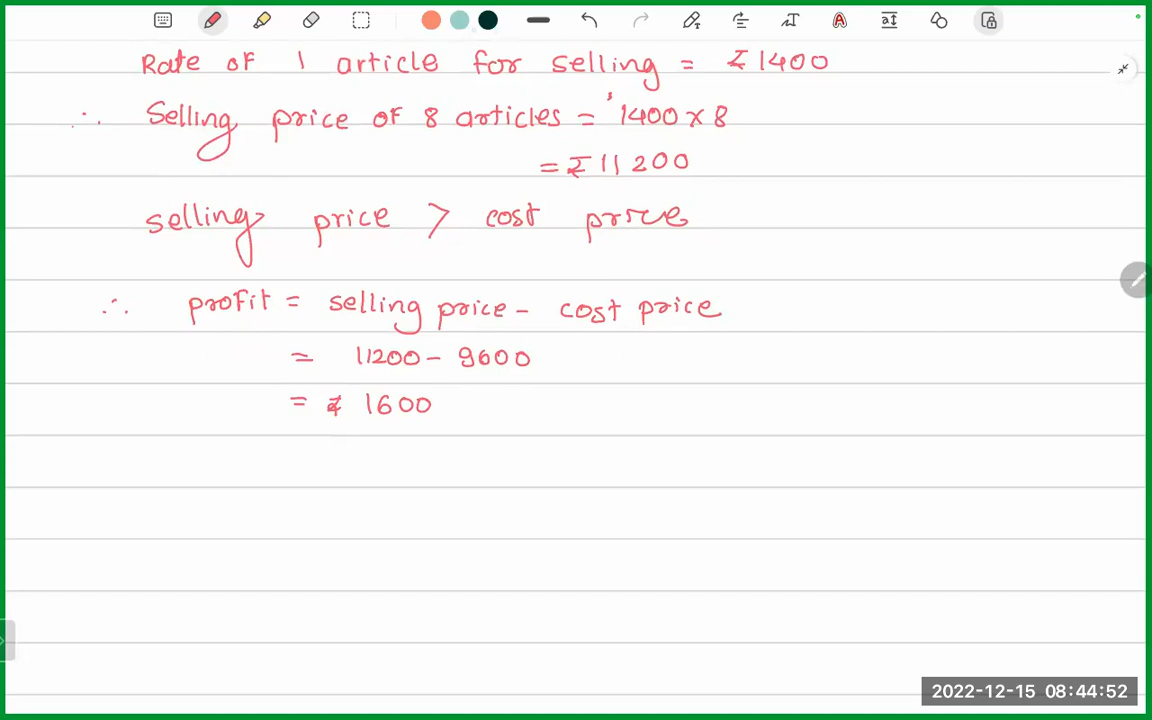 Rate of 1 article for selling = ₹1400
∴ Selling price of 8 articles = 1400 x 8
= ₹11200
selling price > cost price
∴ profit = selling price - cost price
= 11200 - 9600
= ₹ 1600
2022-12-15 08:44:52